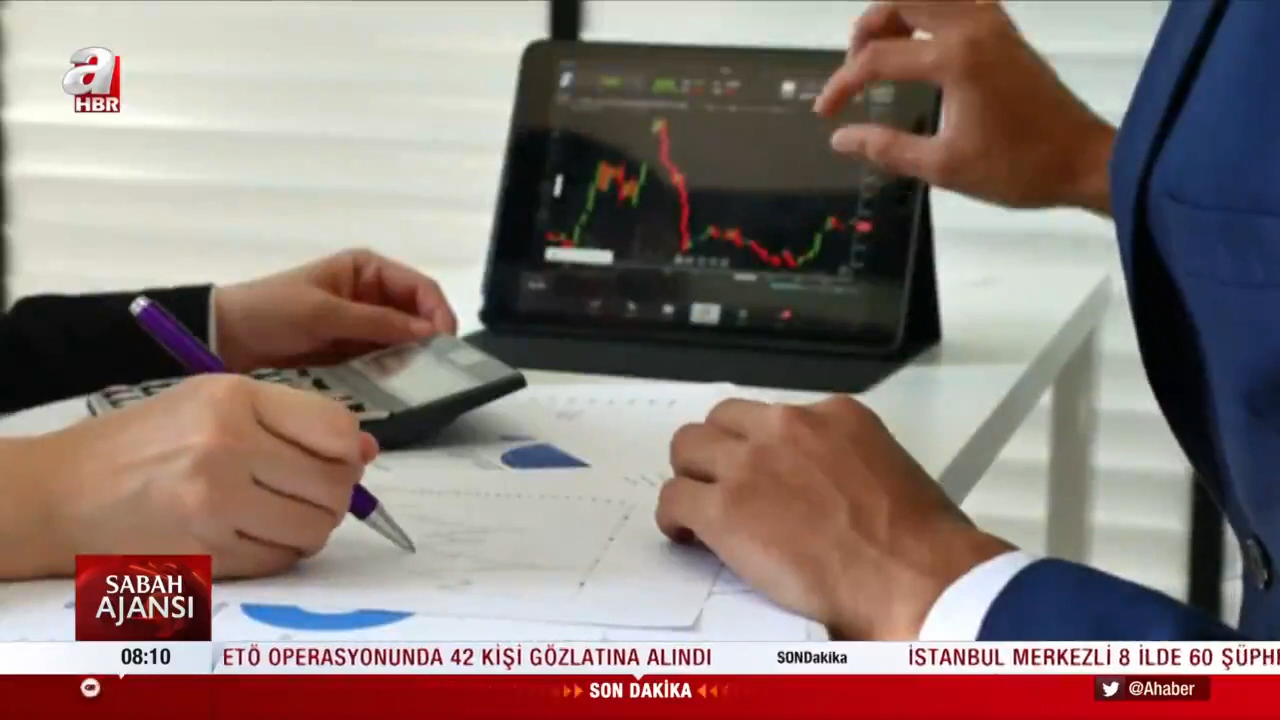 a
HBR
SABAH
AJANSI
08:10
ETÖ OPERASYONUNDA 42 KİŞİ GÖZLATINA ALINDI
SONDakika
İSTANBUL MERKEZLİ 8 İLDE 60 ŞÜPHE
SON DAKİKA
@Ahaber